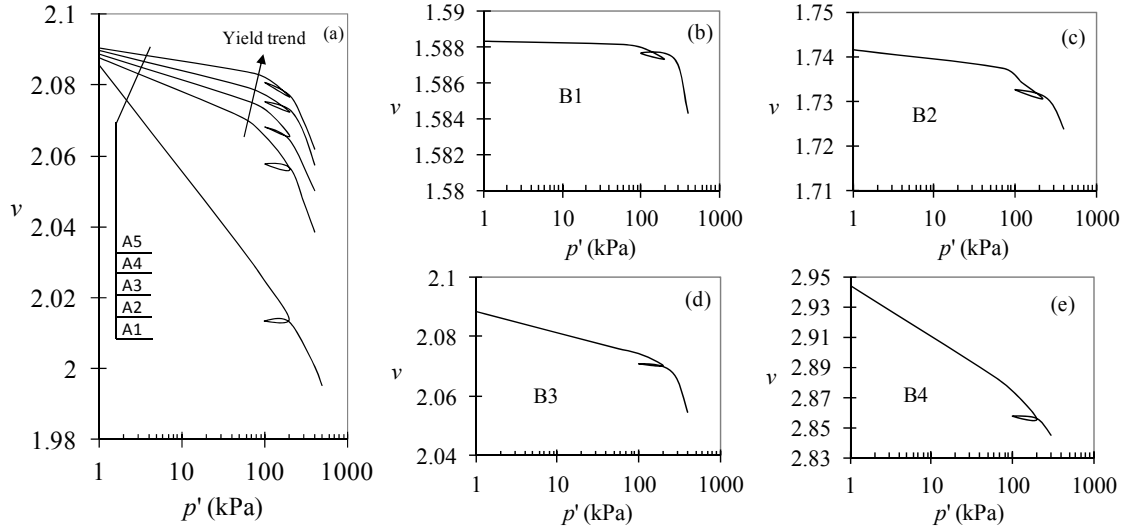 2.1
2.08
2.06
2.04
2.02
2
1.98
v
1
10
100
1000
p' (kPa)
Yield trend
(a)
A5
A4
A3
A2
A1
1.59
1.588
1.586
1.584
1.582
1.58
v
1
10
100
1000
p' (kPa)
(b)
B1
1.75
1.74
1.73
1.72
1.71
v
1
10
100
1000
p' (kPa)
(c)
B2
2.1
2.08
2.06
2.04
v
1
10
100
1000
p' (kPa)
(d)
B3
2.95
2.93
2.91
2.89
2.87
2.85
2.83
v
1
10
100
1000
p' (kPa)
(e)
B4